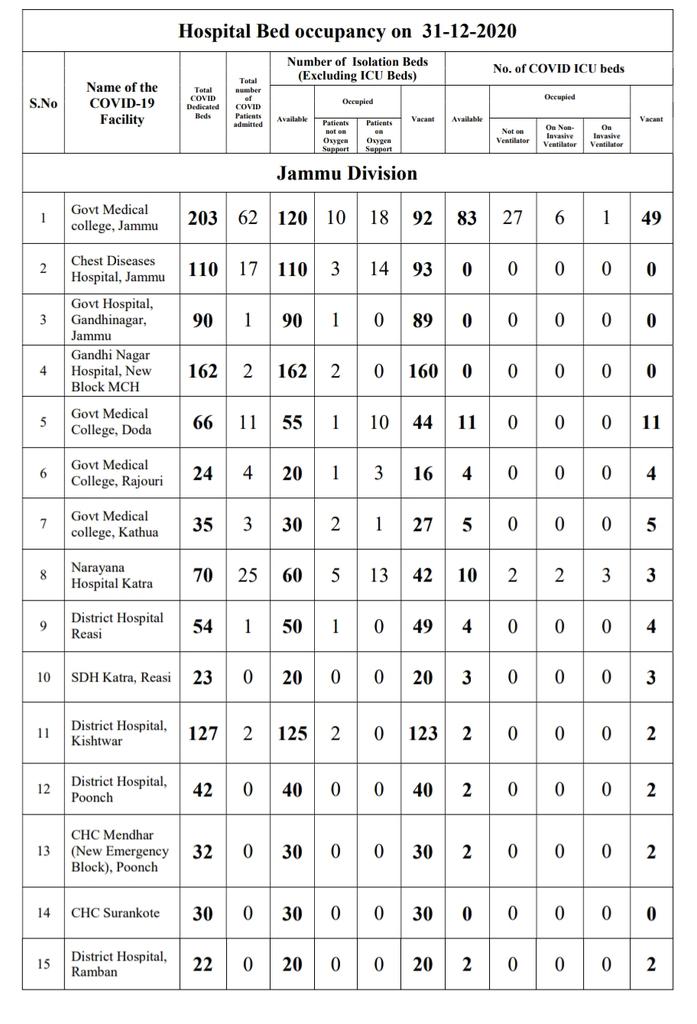 Hospital Bed occupancy on 31-12-2020
S.No
Name of the
COVID-19
Facility
Total
COVID
Dedicated
Beds
Total
number
of
COVID
Patients
admitted
Number of Isolation Beds
(Excluding ICU Beds)
No. of COVID ICU beds
Available
Occupied
Patients
not on
Oxygen
Support
Patients
on
Oxygen
Support
Vacant
Available
Occupied
Not on
Ventilator
On Non-
Invasive
Ventilator
On
Invasive
Ventilator
Vacant
Jammu Division
1 Govt Medical
college, Jammu 203 62 120 10 18 92 83 27 6 1 49
2 Chest Diseases
Hospital, Jammu 110 17 110 3 14 93 0 0 0 0 0
3 Govt Hospital,
Gandhinagar,
Jammu 90 1 90 1 0 89 0 0 0 0 0
4 Gandhi Nagar
Hospital, New
Block MCH 162 2 162 2 0 160 0 0 0 0 0
5 Govt Medical
College, Doda 66 11 55 1 10 44 11 0 0 0 11
6 Govt Medical
College, Rajouri 24 4 20 1 3 16 4 0 0 0 4
7 Govt Medical
college, Kathua 35 3 30 2 1 27 5 0 0 0 5
8 Narayana
Hospital Katra 70 25 60 5 13 42 10 2 2 3 3
9 District Hospital
Reasi 54 1 50 1 0 49 4 0 0 0 4
10 SDH Katra, Reasi 23 0 20 0 0 20 3 0 0 0 3
11 District Hospital,
Kishtwar 127 2 125 2 0 123 2 0 0 0 2
12 District Hospital,
Poonch 42 0 40 0 0 40 2 0 0 0 2
13 CHC Mendhar
(New Emergency
Block), Poonch 32 0 30 0 0 30 2 0 0 0 2
14 CHC Surankote 30 0 30 0 0 30 0 0 0 0 0
15 District Hospital,
Ramban 22 0 20 0 0 20 2 0 0 0 2